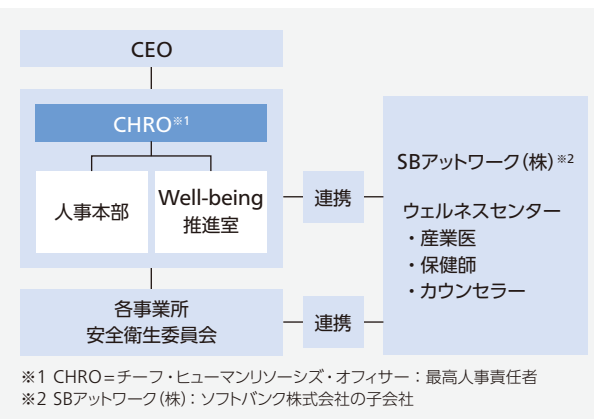 CEO
CHRO※1
人事本部
Well-being
推進室
連携
SBアットワーク(株)※2
ウェルネスセンター
・産業医
・保健師
・カウンセラー
各事業所
安全衛生委員会
連携
※1 CHRO=チーフ・ヒューマンリソーシズ・オフィサー：最高人事責任者
※2 SBアットワーク(株)：ソフトバンク株式会社の子会社